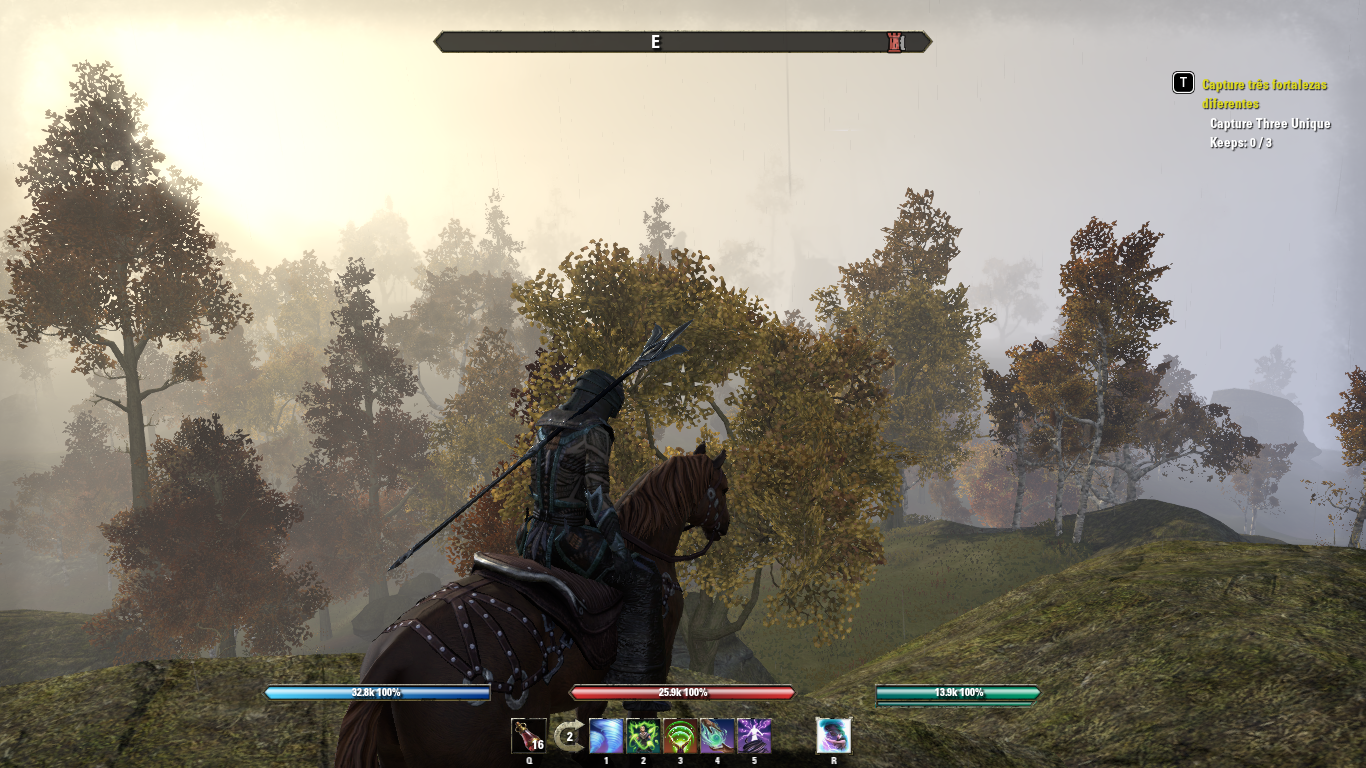 E
T
Capture três fortalezas
diferentes
Capture Three Unique
Keeps: 0 / 3
32.8k 100%
25.9k 100%
13.9k 100%
16
2
Q
1
2
3
4
5
R